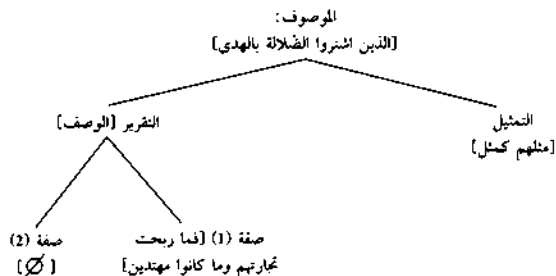 الموصوف:
[الذين اشتروا الضلالة بالهدي]
التمثيل
[مثلهم كمثل]
التقرير [الوصف]
صفة (1) [فما ربحت
تجارتهم وما كانوا مهتدين]
صفة (2)
[∅]